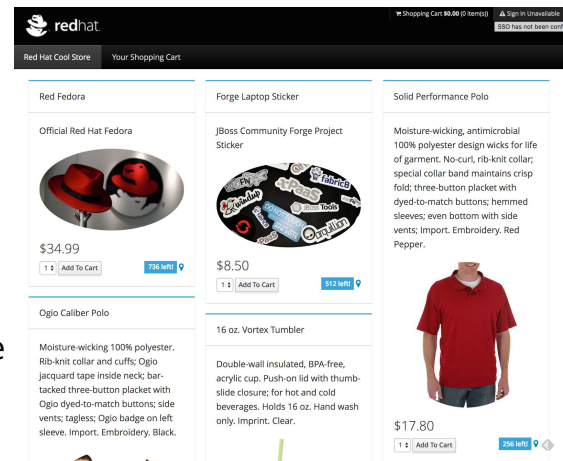 redhat.
Shopping Cart $0.00 (0 item(s))
Sign In Unavailable
SSO has not been conf
Red Hat Cool Store
Your Shopping Cart
Red Fedora
Official Red Hat Fedora
$34.99
1 Add To Cart
736 left!
Ogio Caliber Polo
Moisture-wicking 100% polyester.
Rib-knit collar and cuffs; Ogio
jacquard tape inside neck; bar-
tacked three-button placket with
Ogio dyed-to-match buttons; side
vents; tagless; Ogio badge on left
sleeve. Import. Embroidery. Black.
Forge Laptop Sticker
JBoss Community Forge Project
Sticker
Fly
fabric8
xPaaS
windup
JBoss Tools
DO NOT
arquillian
$8.50
1 Add To Cart
512 left!
16 oz. Vortex Tumbler
Double-wall insulated, BPA-free,
acrylic cup. Push-on lid with thumb-
slide closure; for hot and cold
beverages. Holds 16 oz. Hand wash
only. Imprint. Clear.
Solid Performance Polo
Moisture-wicking, antimicrobial
100% polyester design wicks for life
of garment. No-curl, rib-knit collar;
special collar band maintains crisp
fold; three-button placket with
dyed-to-match buttons; hemmed
sleeves; even bottom with side
vents; Import. Embroidery. Red
Pepper.
$17.80
1 Add To Cart
256 left!
e